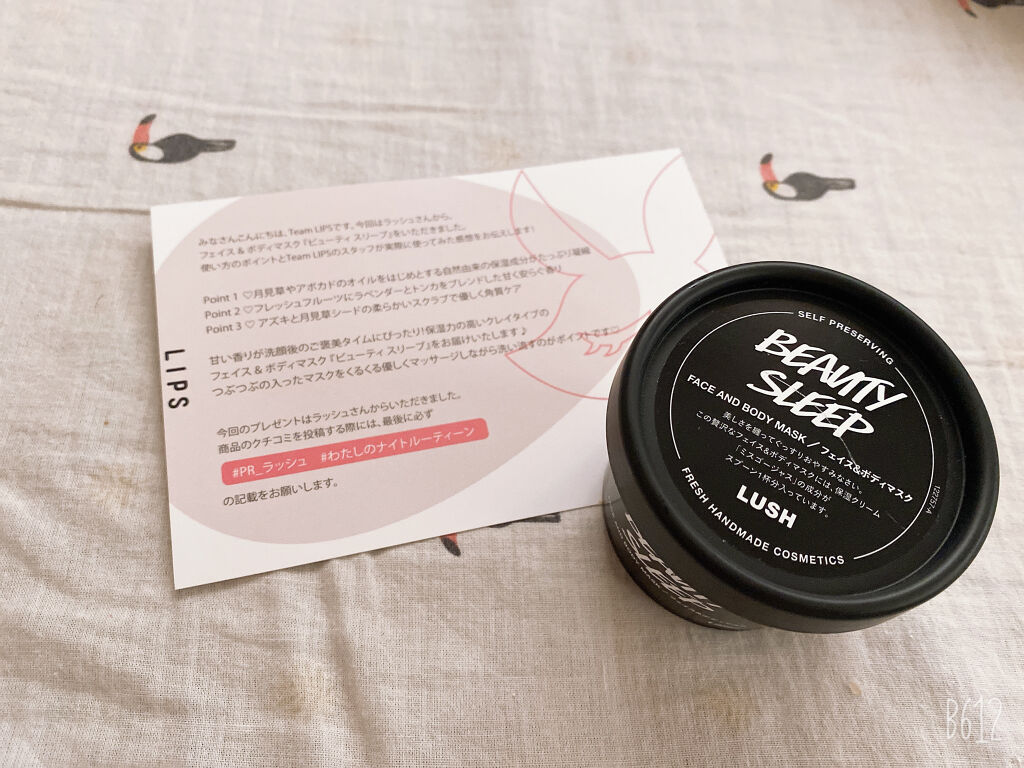 みなさんこんにちは、Team LIPSです。今回はラッシュさんから、
フェイス & ボディマスク『ビューティ スリープ』をいただきました。
使い方のポイントとTeam LIPSのスタッフが実際に使ってみた感想をお伝えします!
Point 1 ♡月見草やアボカドのオイルをはじめとする自然由来の保湿成分がたっぷり凝縮
Point 2 ♡フレッシュフルーツにラベンダーとトンカをブレンドした甘く安らぐ香り
Point 3 ♡ アズキと月見草シードの柔らかいスクラブで優しく角質ケア
甘い香りが洗顔後のご褒美タイムにぴったり!保湿力の高いクレイタイプの
フェイス & ボディマスク『ビューティ スリープ』をお届けいたします♪
つぶつぶの入ったマスクをくるくる優しくマッサージしながら洗い流すのがポイントです♡
今回のプレゼントはラッシュさんからいただきました。
商品のクチコミを投稿する際には、最後に必ず
#PR_ラッシュ #わたしのナイトルーティーン
の記載をお願いします。
LIPS
SELF PRESERVING
BEAUTY
SLEEP
FACE AND BODY MASK / フェイス&ボディマスク
美しさを纏ってぐっすりおやすみなさい。
この贅沢なフェイス&ボディマスクには、保湿クリーム
「ミスゴージャス」の成分が
スプーン1杯分入っています。
LUSH
FRESH HANDMADE COSMETICS
122757-A
B612